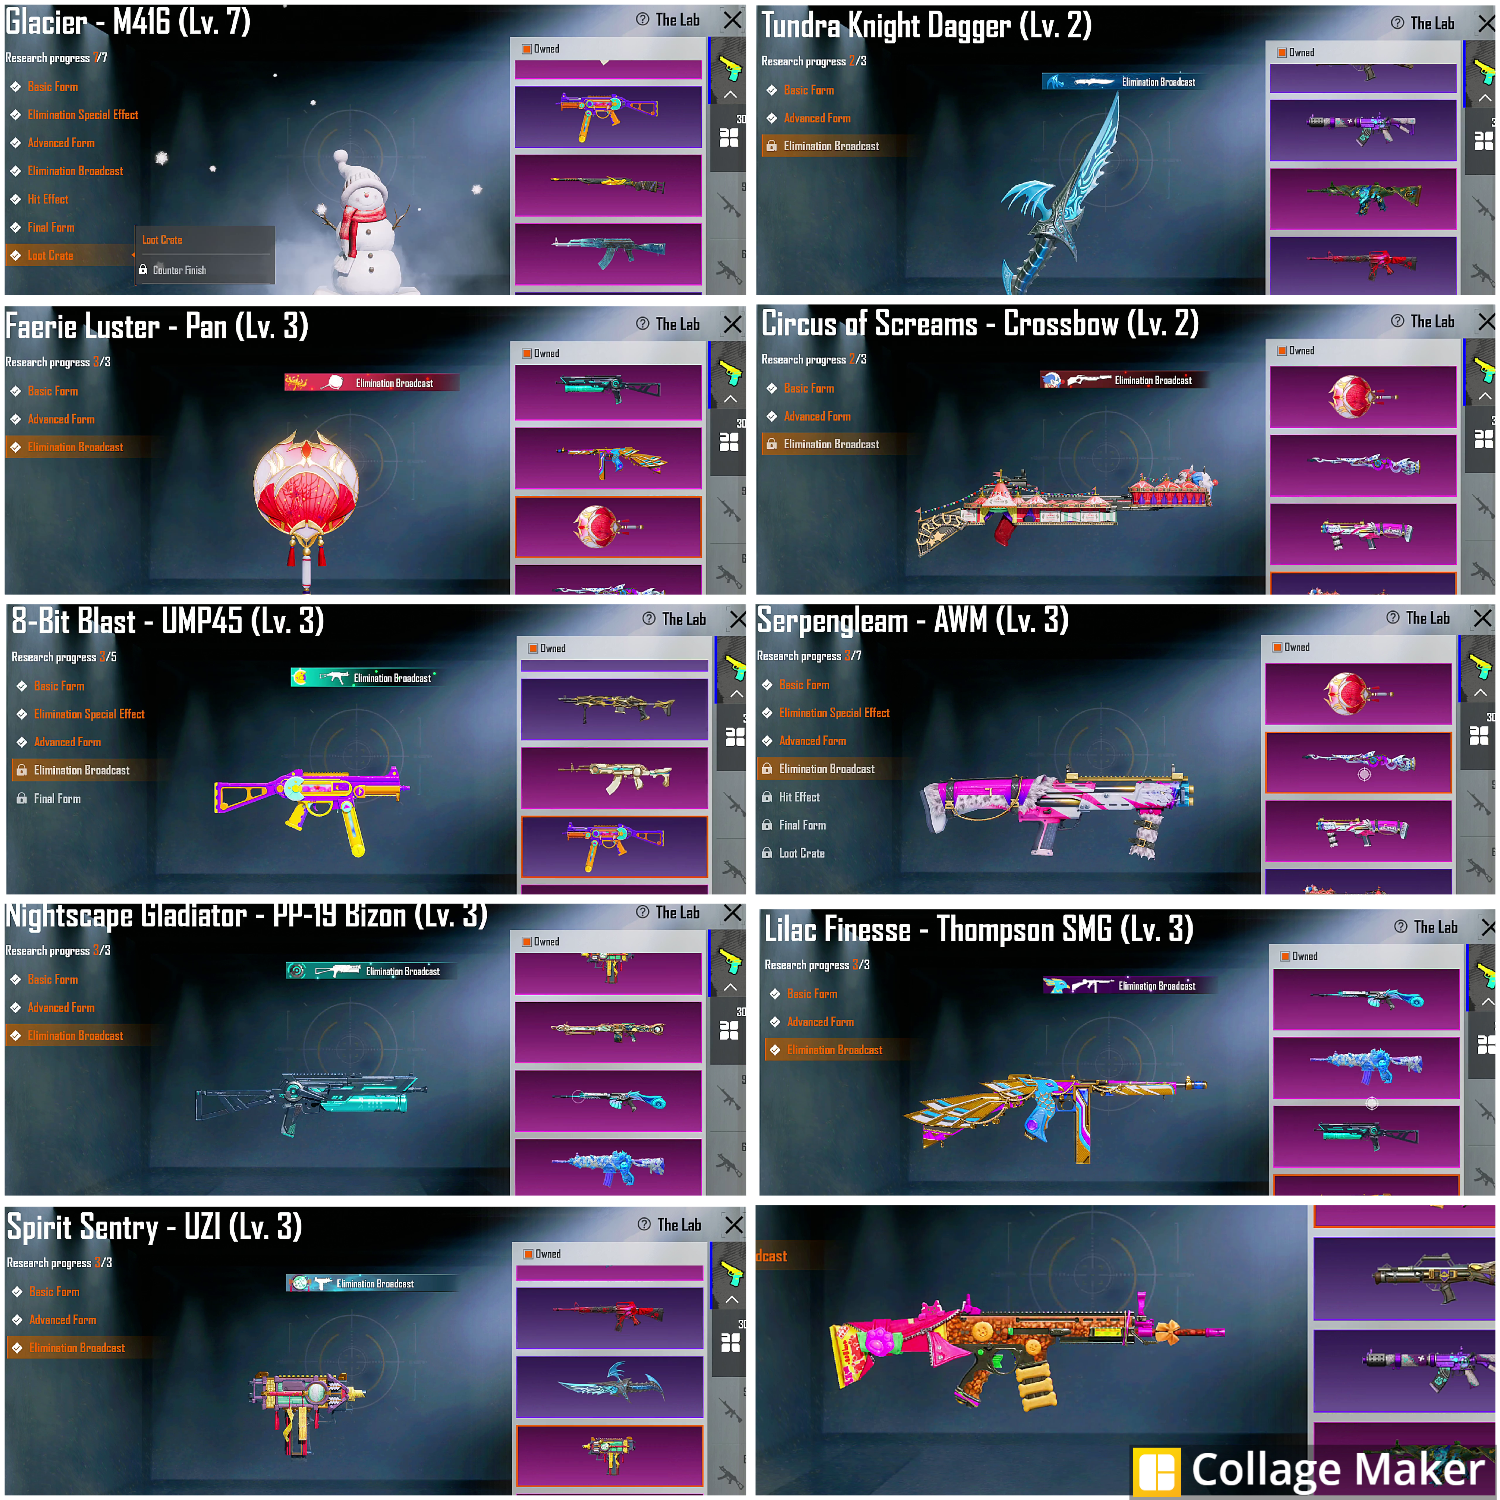 Glacier - M416 (Lv. 7)
The Lab
Research progress 7/7
Owned
Basic Form
Elimination Special Effect
Advanced Form
Elimination Broadcast
Hit Effect
Final Form
Loot Crate
Loot Crate
Counter Finish
Tundra Knight Dagger (Lv. 2)
The Lab
Research progress 2/3
Owned
Elimination Broadcast
Basic Form
Advanced Form
Elimination Broadcast
Faerie Luster - Pan (Lv. 3)
The Lab
Research progress 3/3
Owned
Elimination Broadcast
Basic Form
Advanced Form
Elimination Broadcast
Circus of Screams - Crossbow (Lv. 2)
The Lab
Research progress 2/3
Owned
Elimination Broadcast
Basic Form
Advanced Form
Elimination Broadcast
CIRCUS
8-Bit Blast - UMP45 (Lv. 3)
The Lab
Research progress 3/5
Owned
Elimination Broadcast
Basic Form
Elimination Special Effect
Advanced Form
Elimination Broadcast
Final Form
Serpengleam - AWM (Lv. 3)
The Lab
Research progress 3/7
Owned
Basic Form
Elimination Special Effect
Advanced Form
Elimination Broadcast
Hit Effect
Final Form
Loot Crate
Nightscape Gladiator - PP-19 Bizon (Lv. 3)
The Lab
Research progress 3/3
Owned
Elimination Broadcast
Basic Form
Advanced Form
Elimination Broadcast
Lilac Finesse - Thompson SMG (Lv. 3)
The Lab
Research progress 3/3
Owned
Elimination Broadcast
Basic Form
Advanced Form
Elimination Broadcast
Spirit Sentry - UZI (Lv. 3)
The Lab
Research progress 3/3
Owned
Elimination Broadcast
Basic Form
Advanced Form
Elimination Broadcast
dcast
Collage Maker